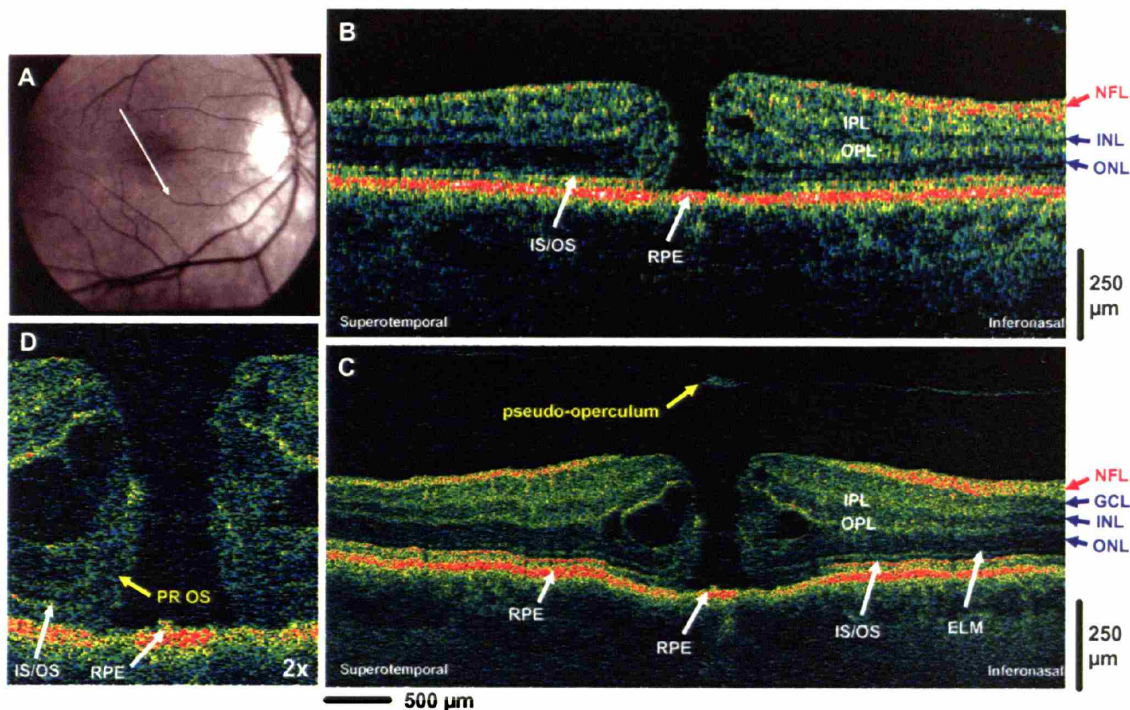 A
B
NFL
IPL
INL
OPL
ONL
IS/OS
RPE
250
µm
Superotemporal
Inferonasal
D
PR OS
IS/OS
RPE
2x
C
pseudo-operculum
NFL
GCL
IPL
INL
OPL
ONL
RPE
RPE
IS/OS
ELM
250
µm
Superotemporal
Inferonasal
500 µm